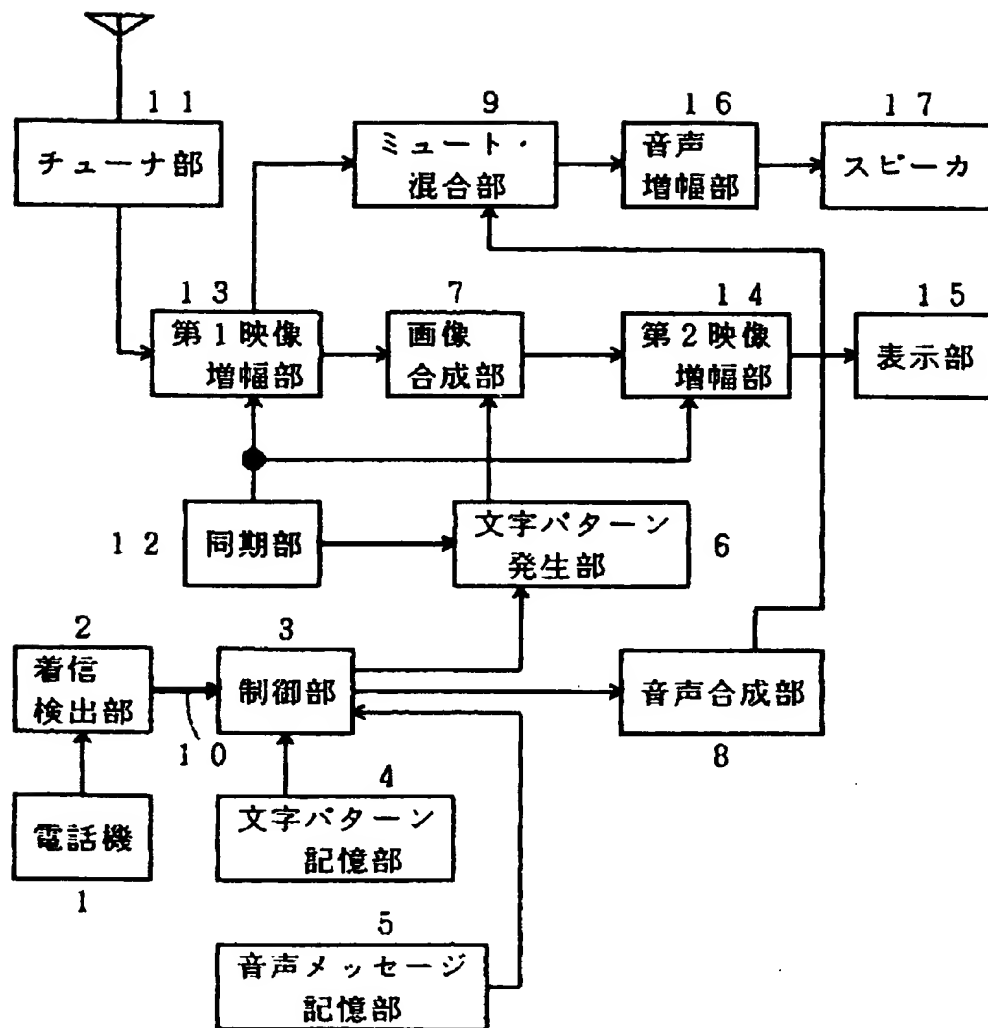 １１
チューナ部
９
ミュート・
混合部
１６
音声
増幅部
１７
スピーカ
１３
第１映像
増幅部
７
画像
合成部
１４
第２映像
増幅部
１５
表示部
１２
同期部
文字パターン
発生部
６
２
着信
検出部
３
制御部
音声合成部
８
１０
電話機
１
４
文字パターン
記憶部
５
音声メッセージ
記憶部